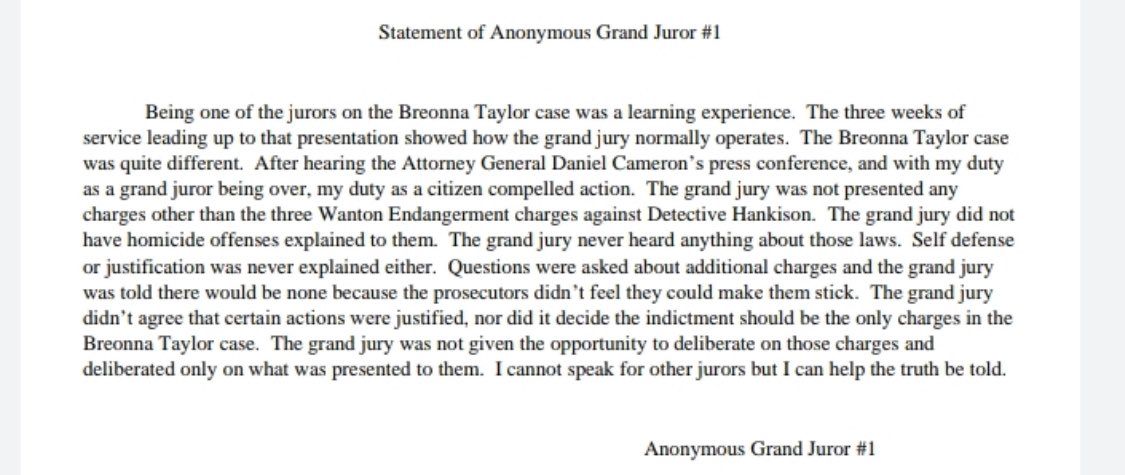 Statement of Anonymous Grand Juror #1
Being one of the jurors on the Breonna Taylor case was a learning experience. The three weeks of
service leading up to that presentation showed how the grand jury normally operates. The Breonna Taylor case
was quite different. After hearing the Attorney General Daniel Cameron's press conference, and with my duty
as a grand juror being over, my duty as a citizen compelled action. The grand jury was not presented any
charges other than the three Wanton Endangerment charges against Detective Hankison. The grand jury did not
have homicide offenses explained to them. The grand jury never heard anything about those laws. Self defense
or justification was never explained either. Questions were asked about additional charges and the grand jury
was told there would be none because the prosecutors didn't feel they could make them stick. The grand jury
didn't agree that certain actions were justified, nor did it decide the indictment should be the only charges in the
Breonna Taylor case. The grand jury was not given the opportunity to deliberate on those charges and
deliberated only on what was presented to them. I cannot speak for other jurors but I can help the truth be told.
Anonymous Grand Juror #1